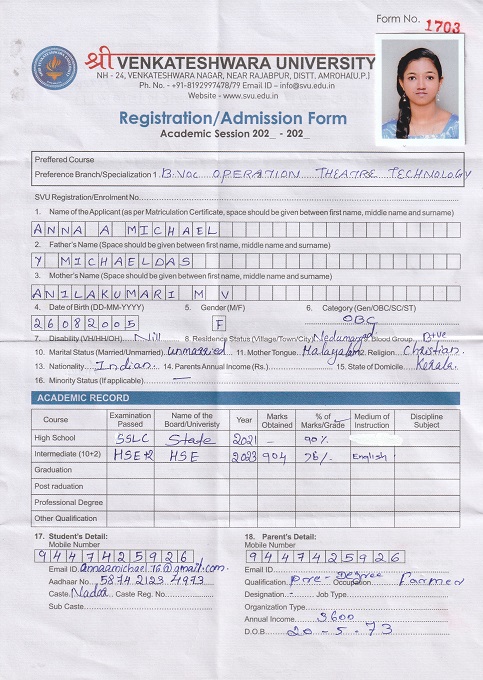 Form No. 1703
श्री VENKATESHWARA UNIVERSITY
NH - 24, VENKATESHWARA NAGAR, NEAR RAJABPUR, DISTT. AMROHA(U.P.)
Ph. No. - +91-8192997478/79 Email ID – info@svu.edu.in
Website - www.svu.edu.in
Registration/Admission Form
Academic Session 202_ - 202_
Preffered Course
Preference Branch/Specialization 1. B.VOC OPERATION THEATRE TECHNOLOGY
SVU Registration/Enrolment No.
1. Name of the Applicant (as per Matriculation Certificate, space should be given between first name, middle name and surname)
ANNA A MICHAEL
2. Father's Name (Space should be given between first name, middle name and surname)
Y MICHAELDAS
3. Mother's Name (Space should be given between first name, middle name and surname)
ANILAKUMARI M V
4. Date of Birth (DD-MM-YYYY) 5. Gender (M/F) 6. Category (Gen/OBC/SC/ST)
26082005 F OBC
7. Disability (VH/HH/OH) Nill 8. Residence Status (Village/Town/City) Nedumangad Blood Group B+ve
10. Marital Status (Married/Unmarried) unmarried 11. Mother Tongue Malayalam 12. Religion Christian
13. Nationality Indian 14. Parents Annual Income (Rs.) 15. State of Domicile Kerala
16. Minority Status (If applicable) —
ACADEMIC RECORD
Course Examination Passed Name of the Board/Univeristy Year Marks Obtained % of Marks/Grade Medium of Instruction Discipline Subject
High School SSLC State 2021 - 90%
Intermediate (10+2) HSE+2 HSE 2023 904 76/- English
Graduation
Post raduation
Professional Degree
Other Qualification
17. Student's Detail: 18. Parent's Detail:
Mobile Number Mobile Number
9447425926 9447425926
Email ID annaamichael76@gmail.com Email ID
Aadhar No. 5874 2123 4973 Qualification Pre-Degree Occupation Farmer
Caste Nadar Caste Reg. No. Designation - Job Type
Sub Caste Organization Type
Annual Income 3600
D.O.B 20-5-73